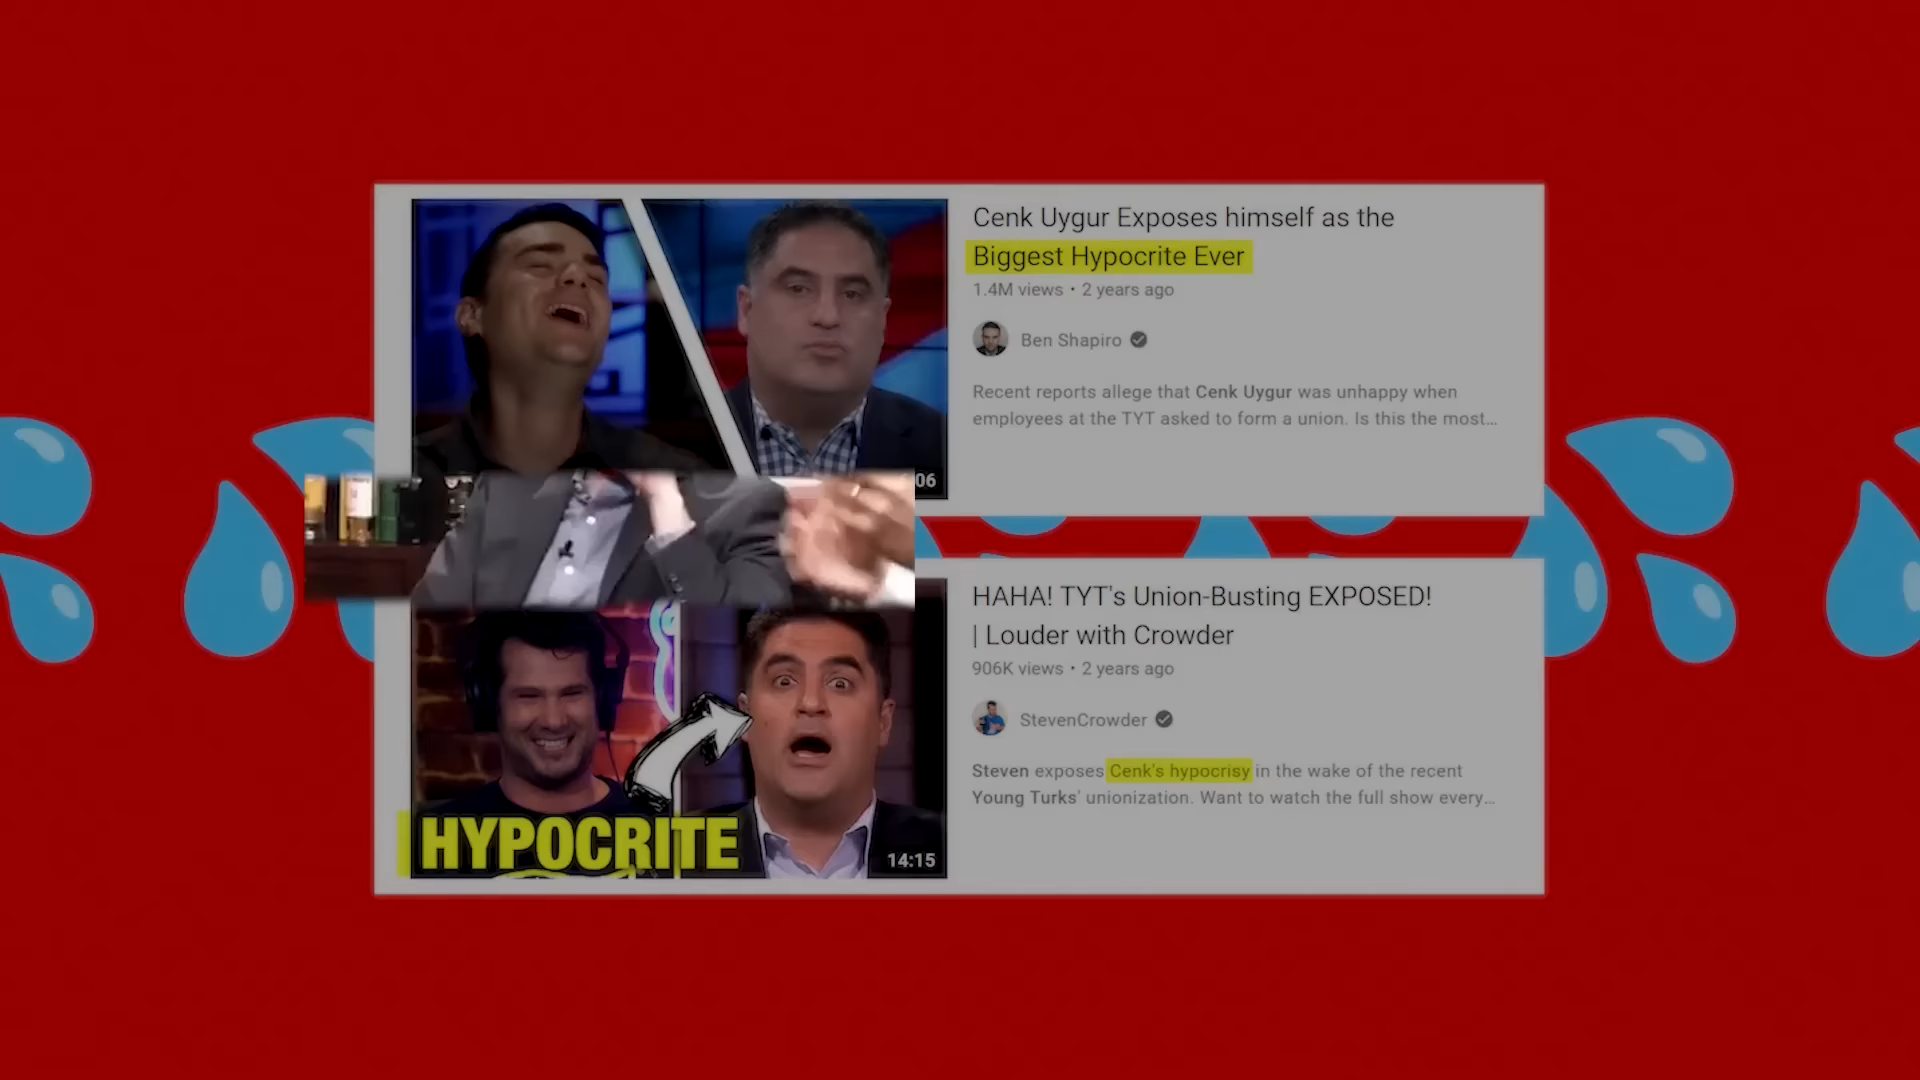 Cenk Uygur Exposes himself as the
Biggest Hypocrite Ever
1.4M views • 2 years ago
Ben Shapiro
Recent reports allege that Cenk Uygur was unhappy when
employees at the TYT asked to form a union. Is this the most...
06
HAHA! TYT's Union-Busting EXPOSED!
| Louder with Crowder
906K views • 2 years ago
StevenCrowder
Steven exposes Cenk's hypocrisy in the wake of the recent
Young Turks' unionization. Want to watch the full show every...
HYPOCRITE
14:15